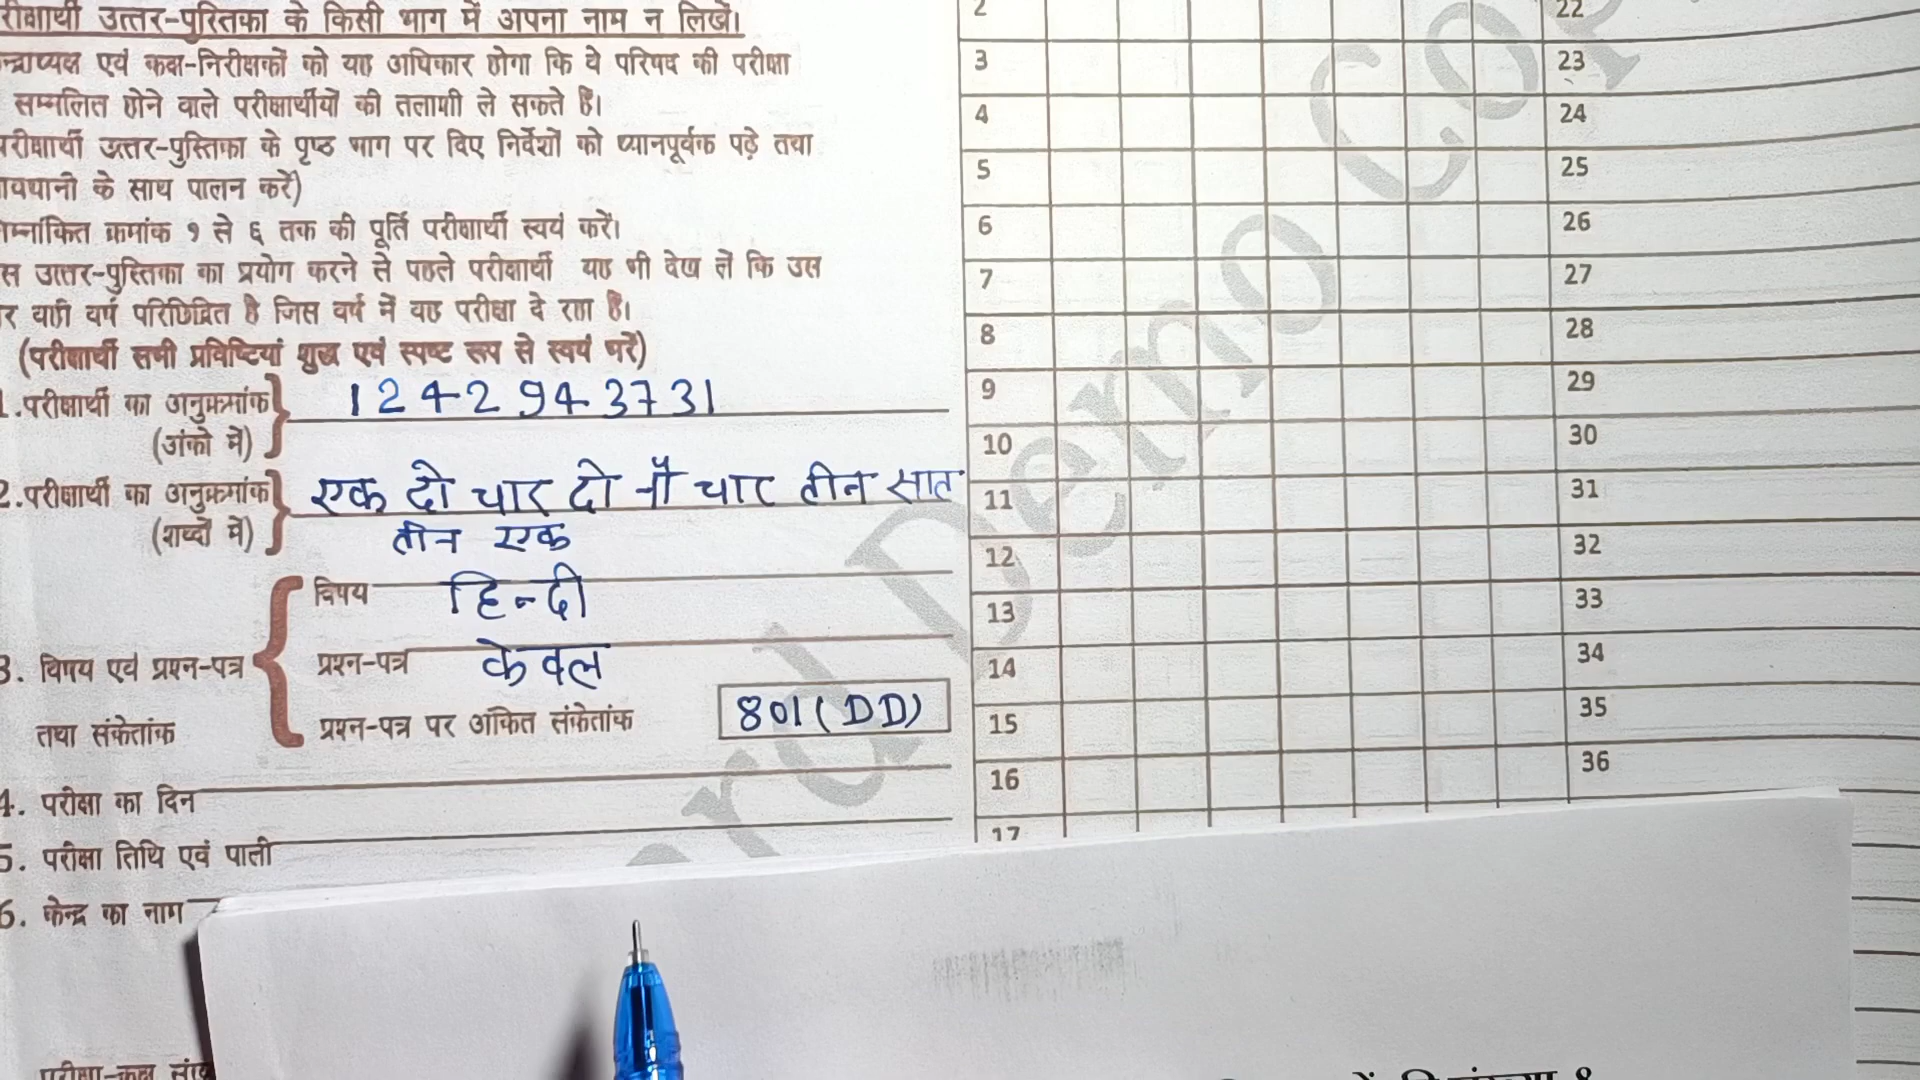 उत्तर-पुस्तिका के किसी भाग में अपना नाम न लिखें।
एवं कक्ष-निरीक्षकों को यह अधिकार होगा कि वे परिषद की परीक्षा
सम्मलित होने वाले परीक्षार्थीयों की तलाशी ले सकते हैं।
परीक्षार्थी उत्तर-पुस्तिका के पृष्ठ भाग पर दिए निर्देशों को ध्यानपूर्वक पढ़े तथा
के साथ पालन करें)
क्रमांक १ से ६ तक की पूर्ति परीक्षार्थी स्वयं करें।
उत्तर-पुस्तिका का प्रयोग करने से पहले परीक्षार्थी यह भी देख लें कि उस
वही वर्ष है जिस वर्ष में वह परीक्षा दे रहा है।
(परीक्षार्थी सभी प्रविष्टियां शुद्ध एवं स्पष्ट रूप से स्वयं भरें)
1.परीक्षार्थी का अनुक्रमांक 1242943731
(अंको में)
2.परीक्षार्थी का अनुक्रमांक एक दो चार दो नौ चार तीन सात
(शब्दों में) तीन एक
विषय हिन्दी
3. विषय एवं प्रश्न-पत्र प्रश्न-पत्र केवल
तथा संकेतांक प्रश्न-पत्र पर अंकित संकेतांक 801(DD)
4. परीक्षा का दिन
5. परीक्षा तिथि एवं पाली
6. केन्द्र का नाम
2 22
3 23
4 24
5 25
6 26
7 27
8 28
9 29
10 30
11 31
12 32
13 33
14 34
15 35
16 36
17
Demo